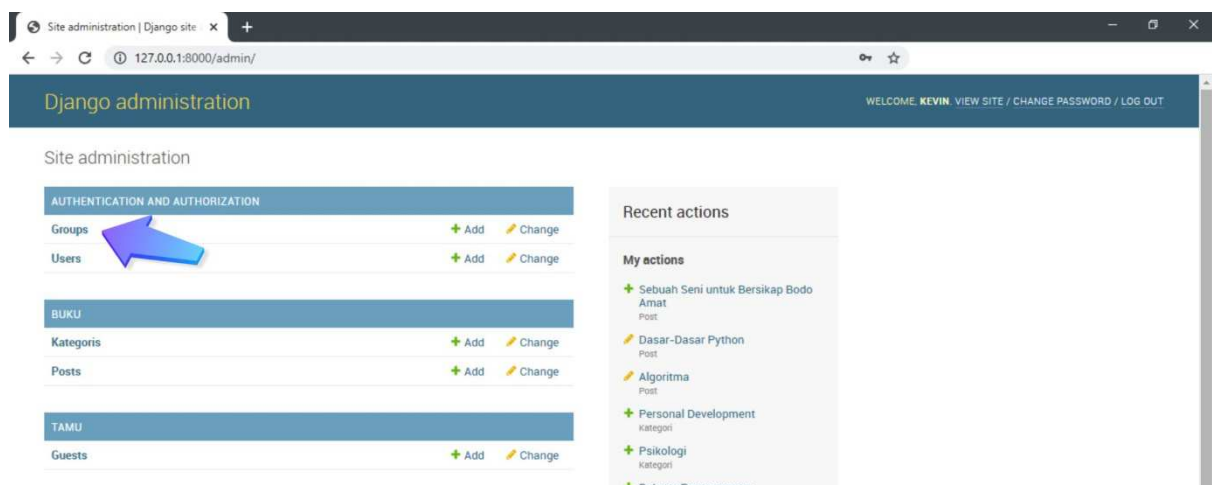 Site administration | Django site
127.0.0.1:8000/admin/
Django administration
WELCOME, KEVIN. VIEW SITE / CHANGE PASSWORD / LOG OUT
Site administration
AUTHENTICATION AND AUTHORIZATION
Groups + Add Change
Users + Add Change
BUKU
Kategoris + Add Change
Posts + Add Change
TAMU
Guests + Add Change
Recent actions
My actions
+ Sebuah Seni untuk Bersikap Bodo
Amat
Post
Dasar-Dasar Python
Post
Algoritma
Post
+ Personal Development
Kategori
+ Psikologi
Kategori